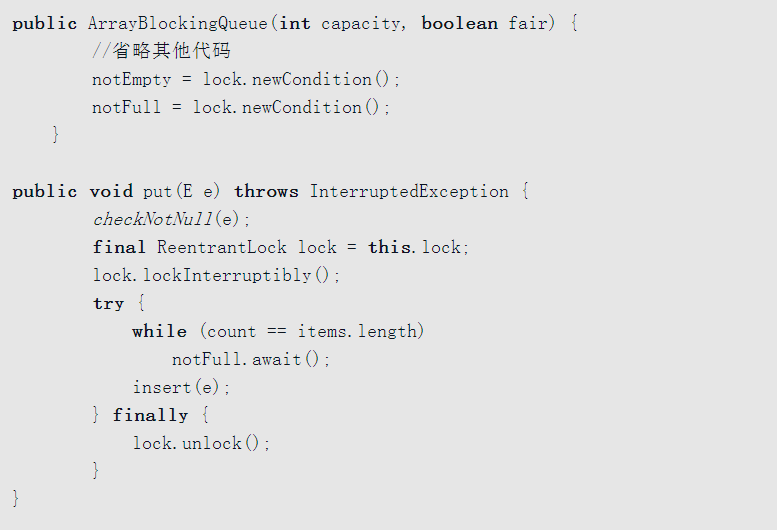 public ArrayBlockingQueue(int capacity, boolean fair) {
//省略其他代码
notEmpty = lock.newCondition();
notFull = lock.newCondition();
}
public void put(E e) throws InterruptedException {
checkNotNull(e);
final ReentrantLock lock = this.lock;
lock.lockInterruptibly();
try {
while (count == items.length)
notFull.await();
insert(e);
} finally {
lock.unlock();
}
}